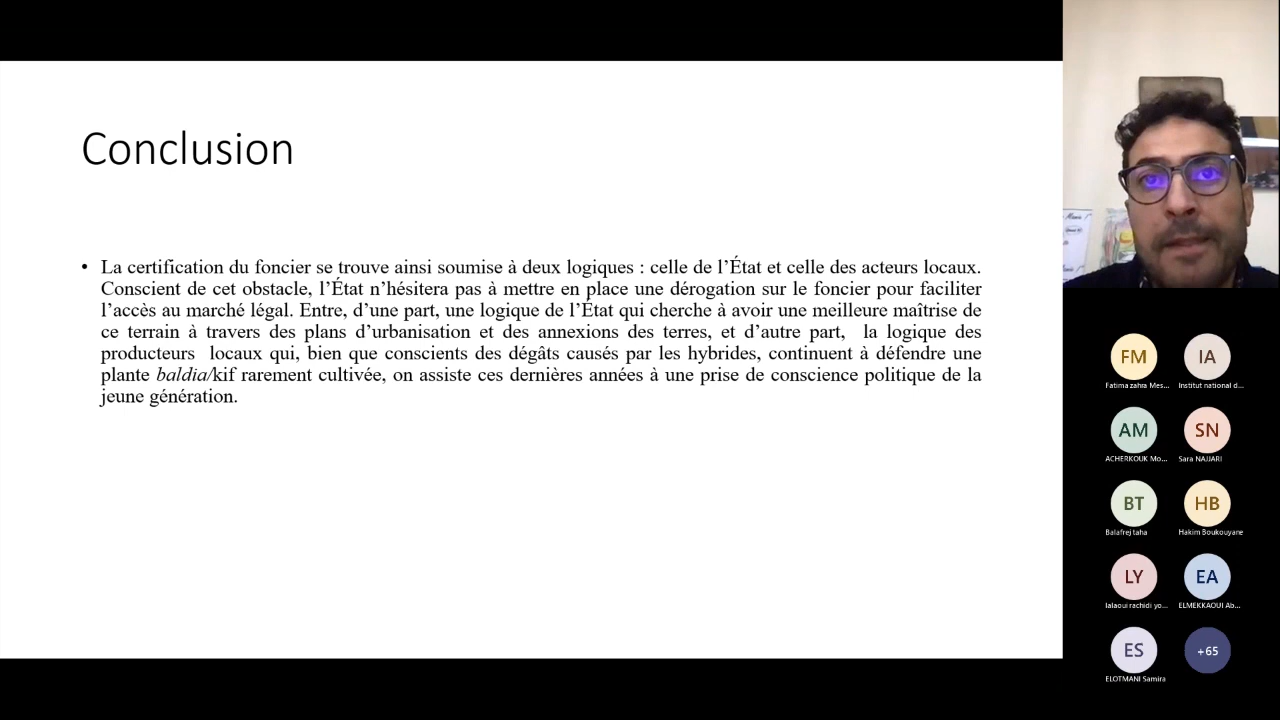 Conclusion
• La certification du foncier se trouve ainsi soumise à deux logiques : celle de l’État et celle des acteurs locaux.
Conscient de cet obstacle, l’État n’hésitera pas à mettre en place une dérogation sur le foncier pour faciliter
l’accès au marché légal. Entre, d’une part, une logique de l’État qui cherche à avoir une meilleure maîtrise de
ce terrain à travers des plans d’urbanisation et des annexions des terres, et d’autre part, la logique des
producteurs locaux qui, bien que conscients des dégâts causés par les hybrides, continuent à défendre une
plante baldia/kif rarement cultivée, on assiste ces dernières années à une prise de conscience politique de la
jeune génération.
FM
IA
Fatima zahra Mes...
Institut national d...
AM
SN
ACHERKOUK Mo...
Sara NAJJARI
BT
HB
Balafrej taha
Hakim Boukouyane
LY
EA
lalaoui rachidi yo...
ELMEKKAOUI Ab...
ES
+65
ELOTMANI Samira